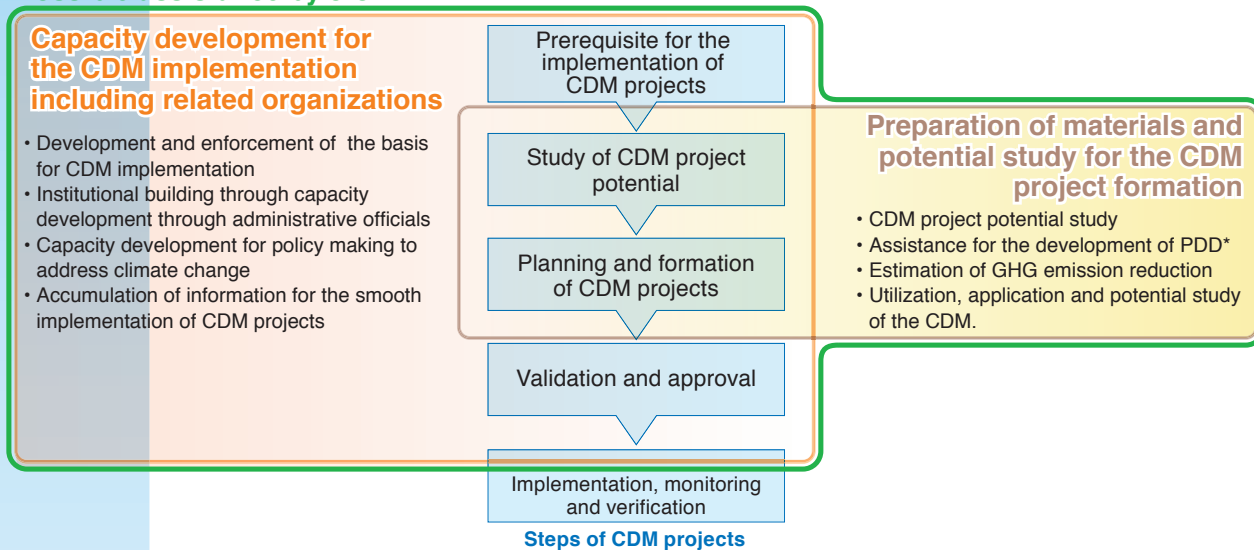 Capacity development for
the CDM implementation
including related organizations
• Development and enforcement of the basis
for CDM implementation
• Institutional building through capacity
development through administrative officials
• Capacity development for policy making to
address climate change
• Accumulation of information for the smooth
implementation of CDM projects
Prerequisite for the
implementation of
CDM projects
Study of CDM project
potential
Planning and formation
of CDM projects
Validation and approval
Implementation, monitoring
and verification
Steps of CDM projects
Preparation of materials and
potential study for the CDM
project formation
• CDM project potential study
• Assistance for the development of PDD*
• Estimation of GHG emission reduction
• Utilization, application and potential study
of the CDM.